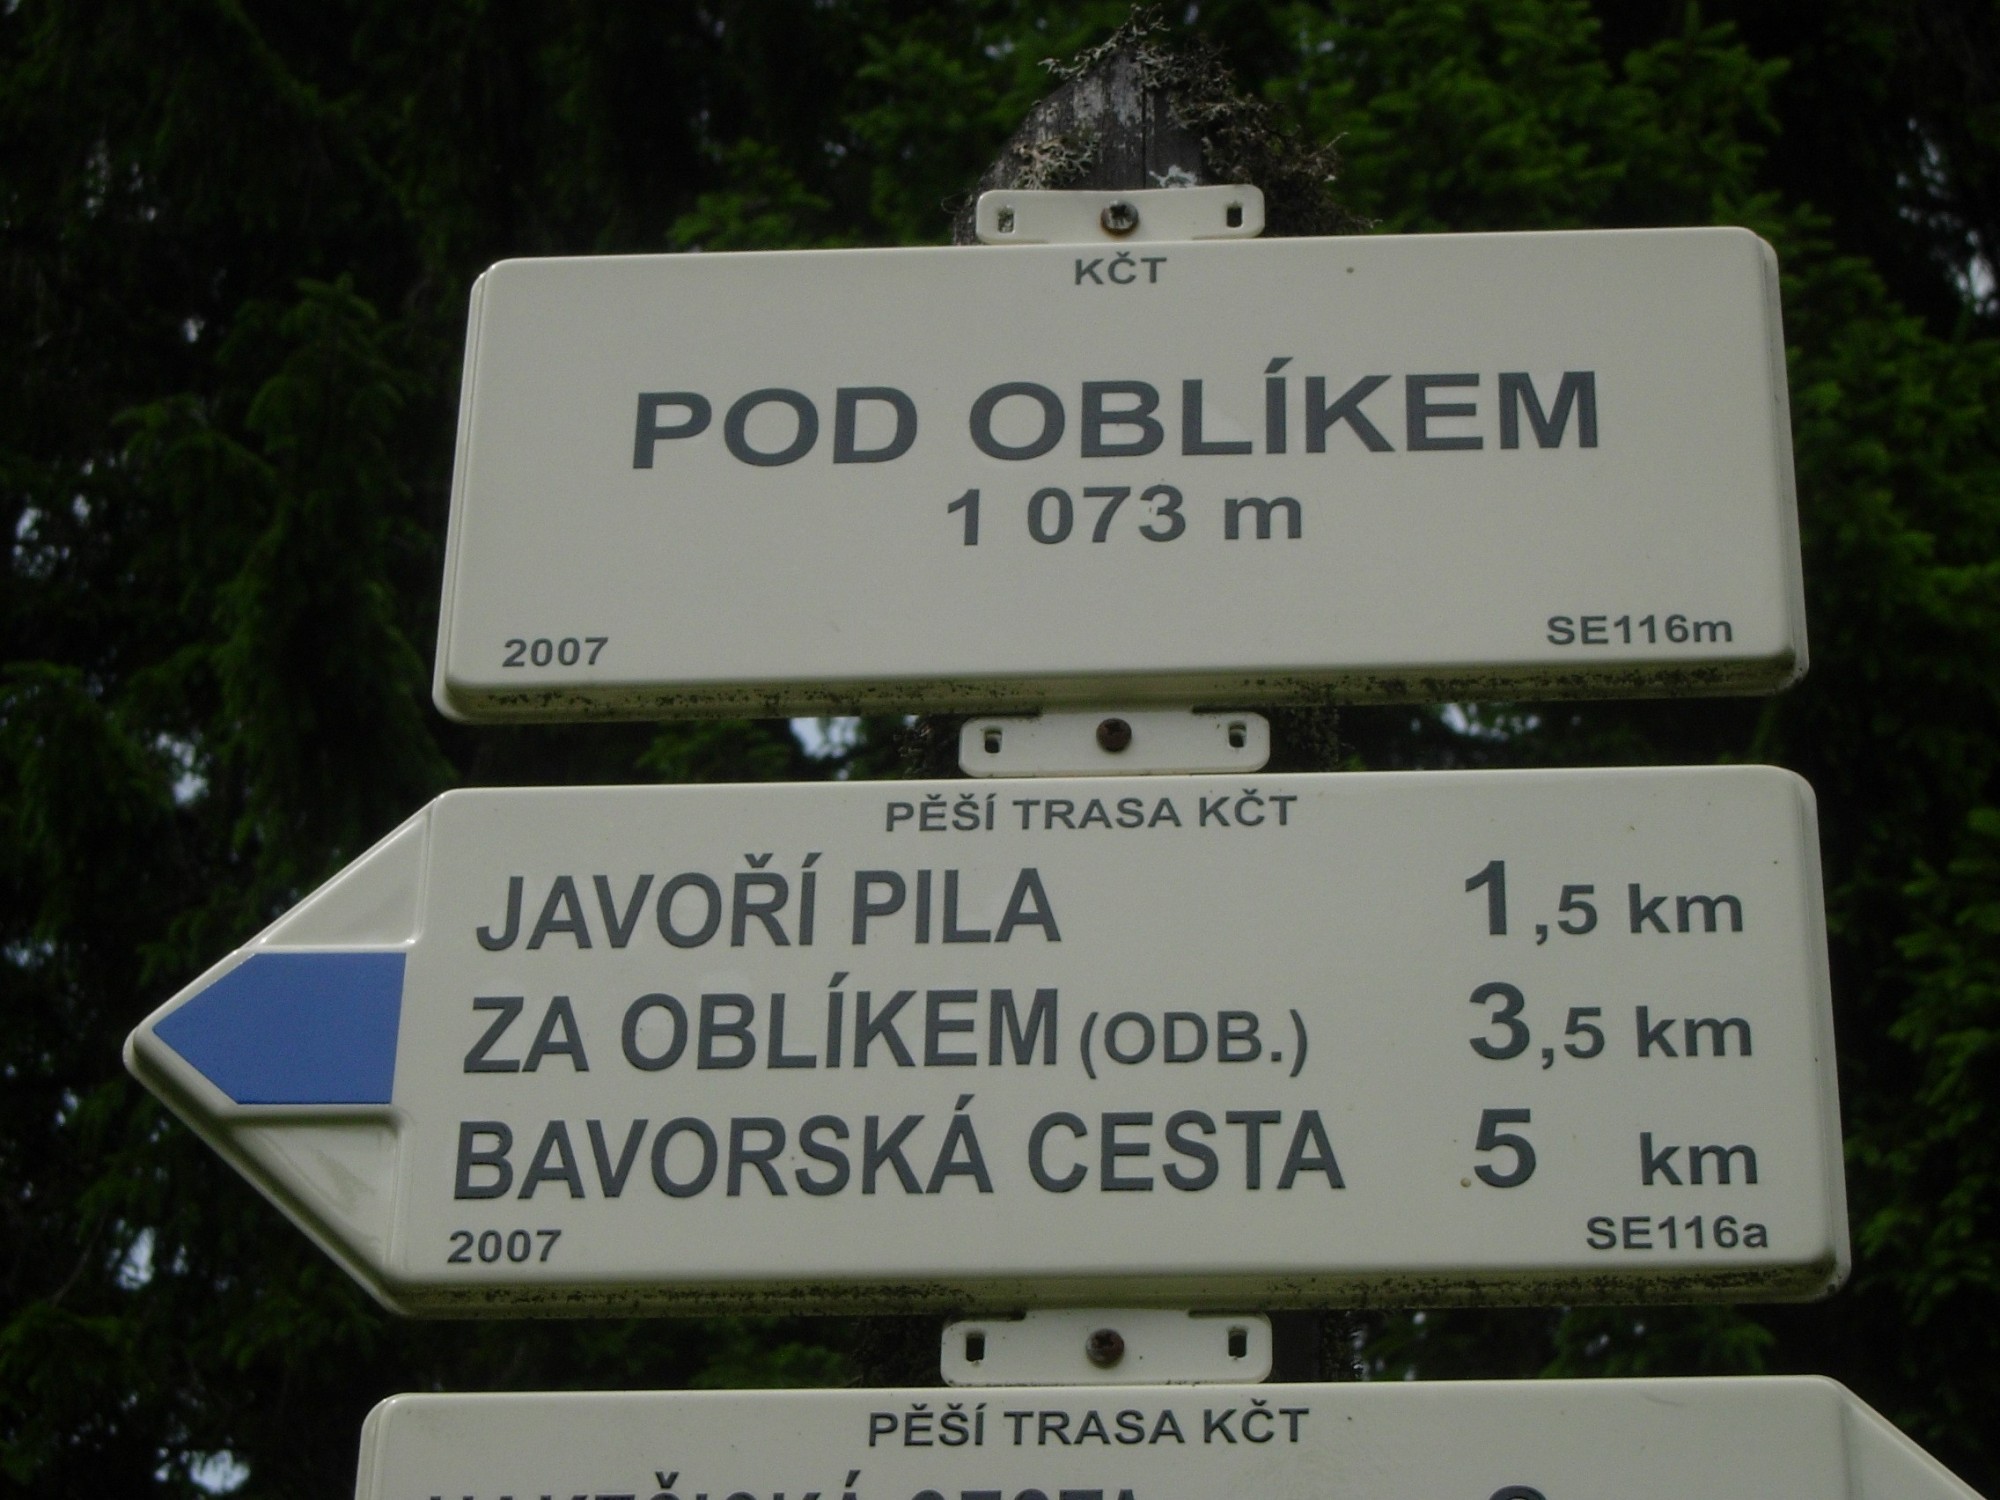 KČT
POD OBLÍKEM
1 073 m
2007 SE116m
PĚŠÍ TRASA KČT
JAVOŘÍ PILA 1,5 km
ZA OBLÍKEM (ODB.) 3,5 km
BAVORSKÁ CESTA 5 km
2007 SE116a
PĚŠÍ TRASA KČT